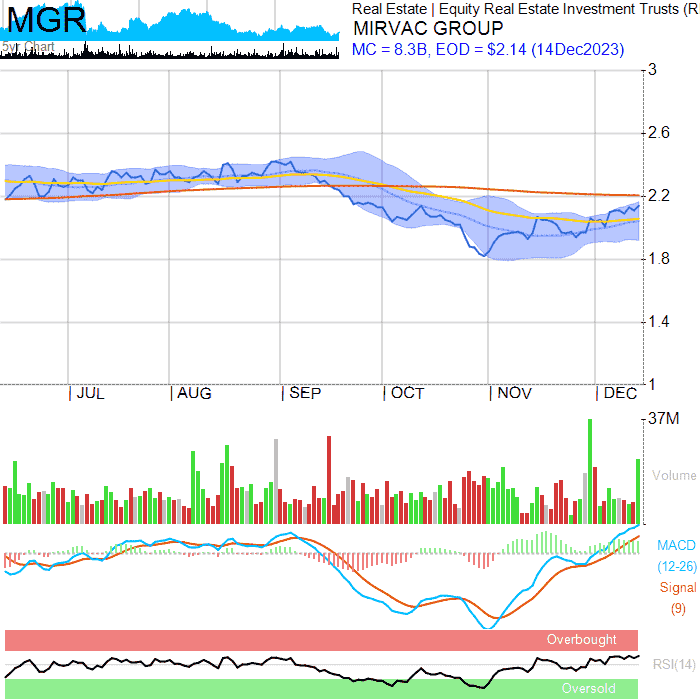 MGR
5yr Chart
Real Estate | Equity Real Estate Investment Trusts (R
MIRVAC GROUP
MC = 8.3B, EOD = $2.14 (14Dec2023)
3
2.6
2.2
1.8
1.4
1
| JUL | AUG | SEP | OCT | NOV | DEC
37M
Volume
MACD
(12-26)
Signal
(9)
Overbought
RSI(14)
Oversold